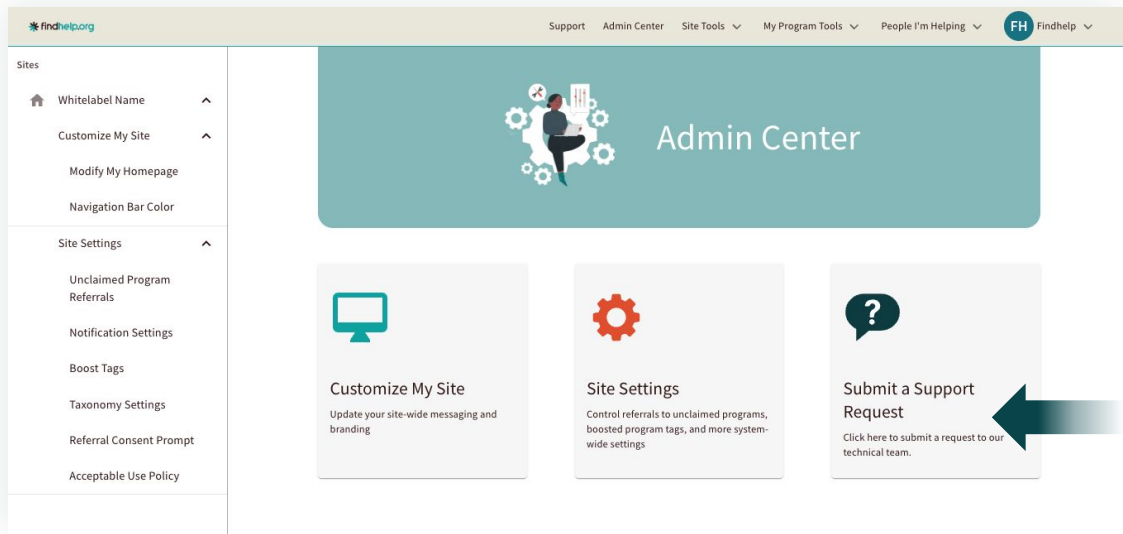 findhelp.org
Support Admin Center Site Tools My Program Tools People I'm Helping FH Findhelp
Sites
Whitelabel Name
Customize My Site
Modify My Homepage
Navigation Bar Color
Site Settings
Unclaimed Program
Referrals
Notification Settings
Boost Tags
Taxonomy Settings
Referral Consent Prompt
Acceptable Use Policy
Admin Center
Customize My Site
Update your site-wide messaging and
branding
Site Settings
Control referrals to unclaimed programs,
boosted program tags, and more system-
wide settings
?
Submit a Support
Request
Click here to submit a request to our
technical team.